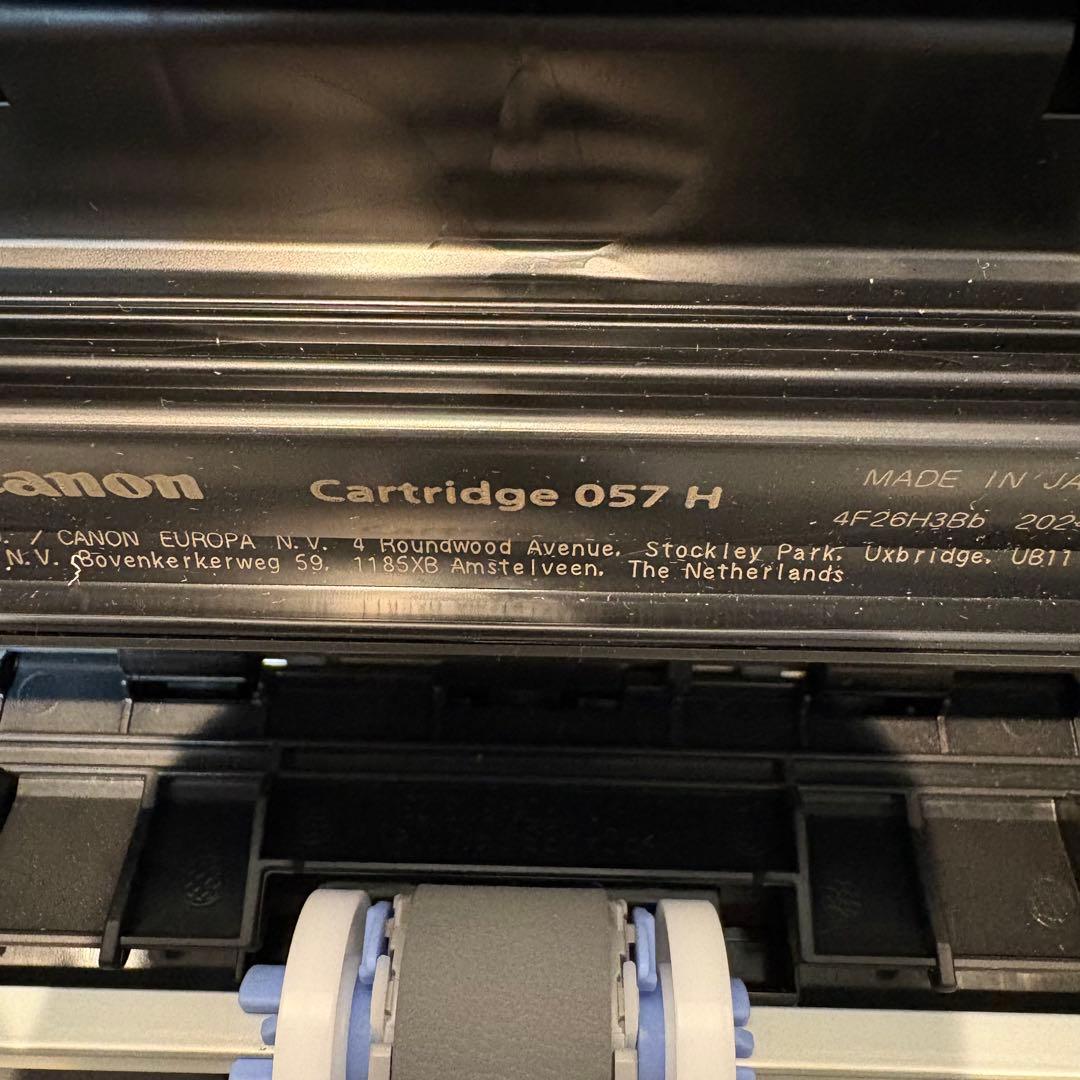 Canon Cartridge 057 H MADE IN JA
4F26H3Bb 202
. / CANON EUROPA N.V. 4 Roundwood Avenue, Stockley Park, Uxbridge, UB11
N.V. Bovenkerkerweg 59, 1185XB Amstelveen, The Netherlands